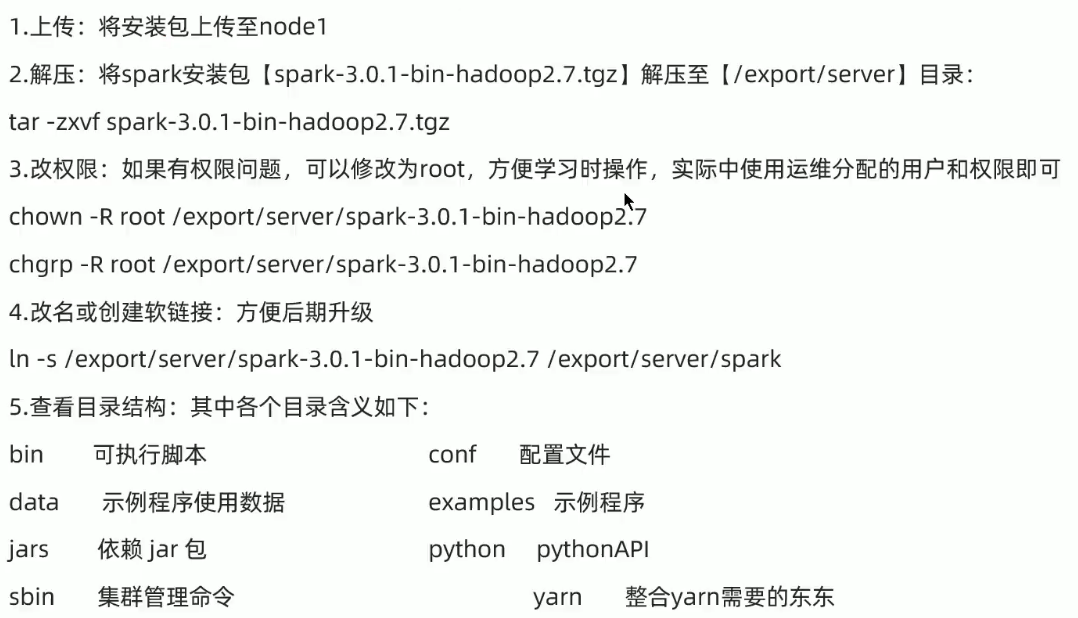 1.上传：将安装包上传至node1
2.解压：将spark安装包【spark-3.0.1-bin-hadoop2.7.tgz】解压至【/export/server】目录：
tar -zxvf spark-3.0.1-bin-hadoop2.7.tgz
3.改权限：如果有权限问题，可以修改为root，方便学习时操作，实际中使用运维分配的用户和权限即可
chown -R root /export/server/spark-3.0.1-bin-hadoop2.7
chgrp -R root /export/server/spark-3.0.1-bin-hadoop2.7
4.改名或创建软链接：方便后期升级
ln -s /export/server/spark-3.0.1-bin-hadoop2.7 /export/server/spark
5.查看目录结构：其中各个目录含义如下：
bin 可执行脚本 conf 配置文件
data 示例程序使用数据 examples 示例程序
jars 依赖 jar 包 python pythonAPI
sbin 集群管理命令 yarn 整合yarn需要的东东